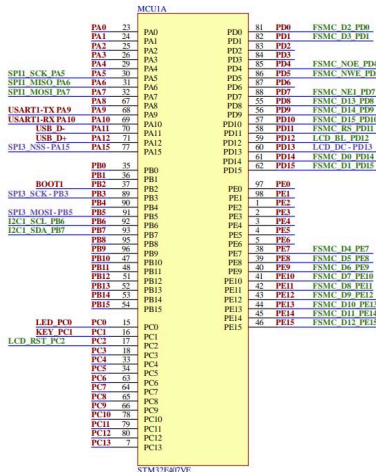 MCU1A
PA0 23 PA0
PA1 24 PA1
PA2 25 PA2
PA3 26 PA3
PA4 29 PA4
SPI1_SCK_PA5 PA5 30 PA5
SPI1_MISO_PA6 PA6 31 PA6
SPI1_MOSI_PA7 PA7 32 PA7
PA8 67 PA8
USART1-TX PA9 PA9 68 PA9
USART1-RX PA10 PA10 69 PA10
USB_D- PA11 70 PA11
USB_D+ PA12 71 PA12
SPI3_NSS - PA15 PA15 77 PA15
PB0 35 PB0
PB1 36 PB1
BOOT1 PB2 37 PB2
SPI3_SCK - PB3 PB3 89 PB3
PB4 90 PB4
SPI3_MOSI - PB5 PB5 91 PB5
I2C1_SCL_PB6 PB6 92 PB6
I2C1_SDA_PB7 PB7 93 PB7
PB8 95 PB8
PB9 96 PB9
PB10 47 PB10
PB11 48 PB11
PB12 51 PB12
PB13 52 PB13
PB14 53 PB14
PB15 54 PB15
LED_PC0 PC0 15 PC0
KEY_PC1 PC1 16 PC1
LCD_RST_PC2 PC2 17 PC2
PC3 18 PC3
PC4 33 PC4
PC5 34 PC5
PC6 63 PC6
PC7 64 PC7
PC8 65 PC8
PC9 66 PC9
PC10 78 PC10
PC11 79 PC11
PC12 80 PC12
PC13 7 PC13
PD0 81 PD0 FSMC_D2_PD0
PD1 82 PD1 FSMC_D3_PD1
PD2 83 PD2
PD3 84 PD3
PD4 85 PD4 FSMC_NOE_PD4
PD5 86 PD5 FSMC_NWE_PD5
PD6 87 PD6
PD7 88 PD7 FSMC_NE1_PD7
PD8 55 PD8 FSMC_D13_PD8
PD9 56 PD9 FSMC_D14_PD9
PD10 57 PD10 FSMC_D15_PD10
PD11 58 PD11 FSMC_RS_PD11
PD12 59 PD12 LCD_BL_PD12
PD13 60 PD13 LCD_DC - PD13
PD14 61 PD14 FSMC_D0_PD14
PD15 62 PD15 FSMC_D1_PD15
PE0 97 PE0
PE1 98 PE1
PE2 1 PE2
PE3 2 PE3
PE4 3 PE4
PE5 4 PE5
PE6 5 PE6
PE7 38 PE7 FSMC_D4_PE7
PE8 39 PE8 FSMC_D5_PE8
PE9 40 PE9 FSMC_D6_PE9
PE10 41 PE10 FSMC_D7_PE10
PE11 42 PE11 FSMC_D8_PE11
PE12 43 PE12 FSMC_D9_PE12
PE13 44 PE13 FSMC_D10_PE13
PE14 45 PE14 FSMC_D11_PE14
PE15 46 PE15 FSMC_D12_PE15
STM32F407VE